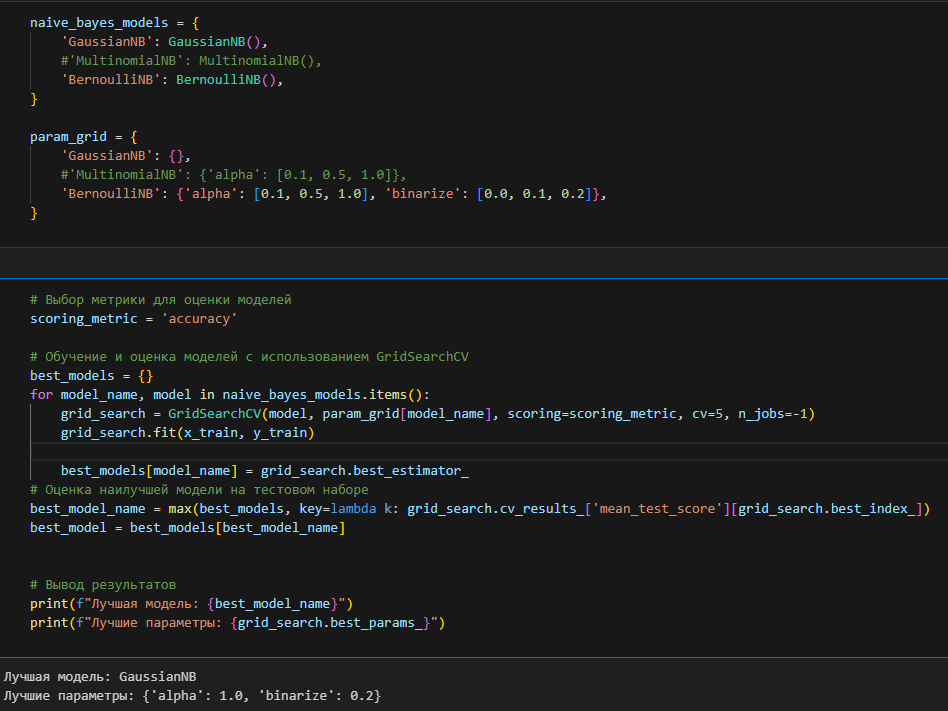 naive_bayes_models = {
    'GaussianNB': GaussianNB(),
    #'MultinomialNB': MultinomialNB(),
    'BernoulliNB': BernoulliNB(),
}
param_grid = {
    'GaussianNB': {},
    #'MultinomialNB': {'alpha': [0.1, 0.5, 1.0]},
    'BernoulliNB': {'alpha': [0.1, 0.5, 1.0], 'binarize': [0.0, 0.1, 0.2]},
}
# Выбор метрики для оценки моделей
scoring_metric = 'accuracy'
# Обучение и оценка моделей с использованием GridSearchCV
best_models = {}
for model_name, model in naive_bayes_models.items():
    grid_search = GridSearchCV(model, param_grid[model_name], scoring=scoring_metric, cv=5, n_jobs=-1)
    grid_search.fit(x_train, y_train)
    best_models[model_name] = grid_search.best_estimator_
# Оценка наилучшей модели на тестовом наборе
best_model_name = max(best_models, key=lambda k: grid_search.cv_results_['mean_test_score'][grid_search.best_index_])
best_model = best_models[best_model_name]
# Вывод результатов
print(f"Лучшая модель: {best_model_name}")
print(f"Лучшие параметры: {grid_search.best_params_}")
Лучшая модель: GaussianNB
Лучшие параметры: {'alpha': 1.0, 'binarize': 0.2}